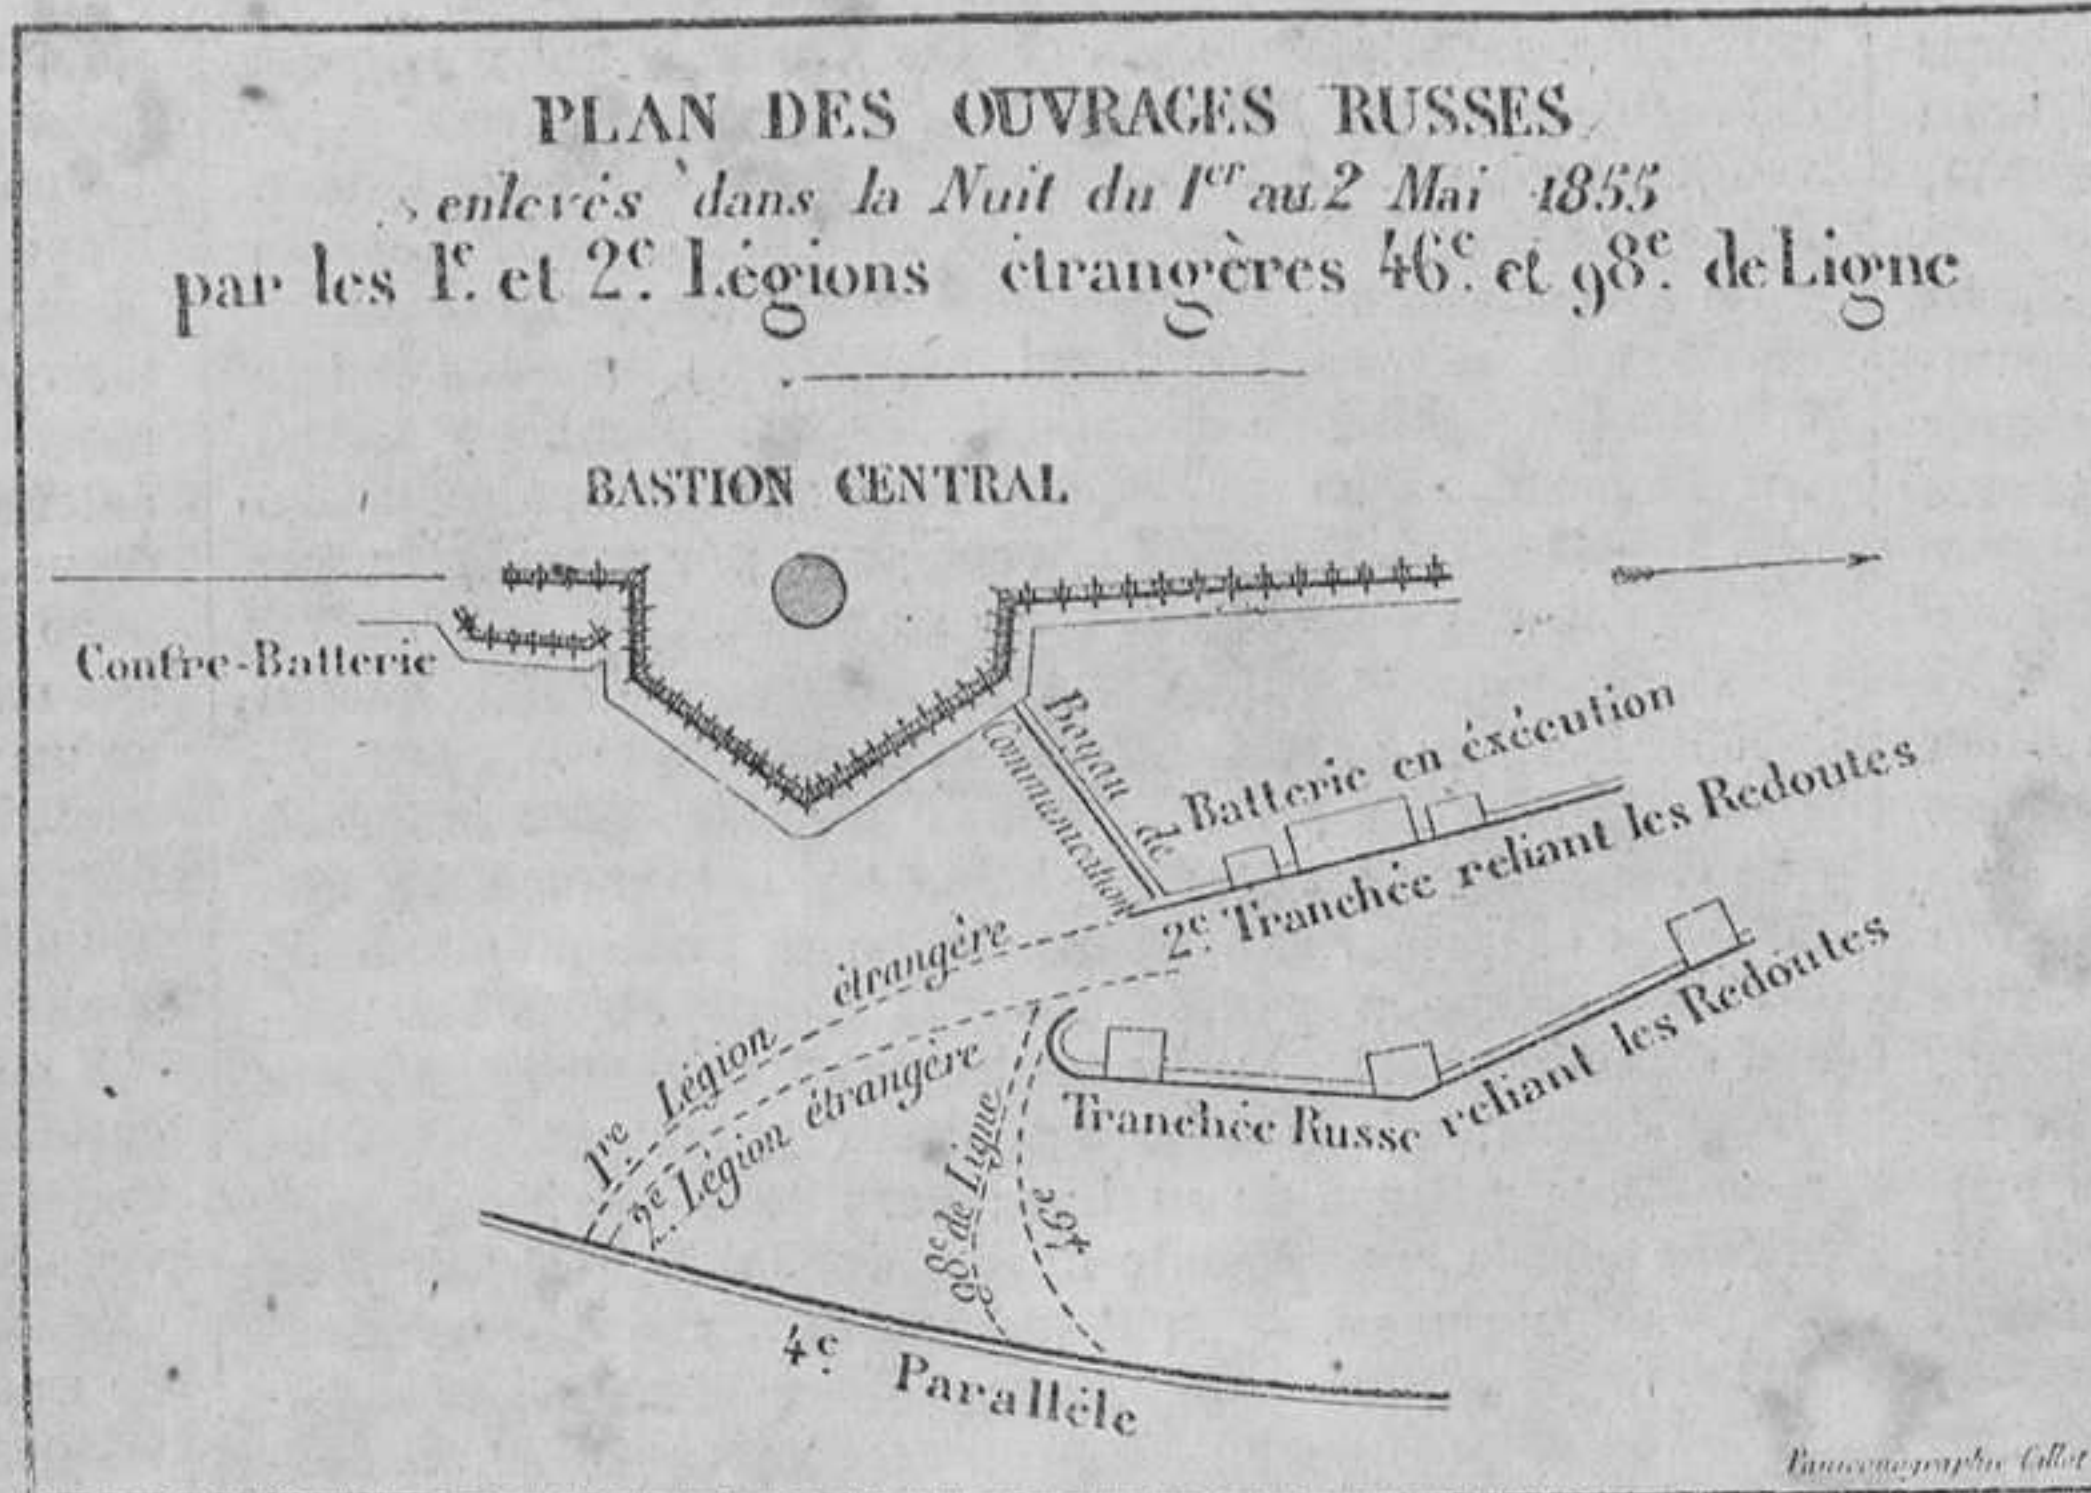 PLAN DES OUVRAGES RUSSES
enlevés dans la Nuit du 1er au 2 Mai 1855
par les 1e. et 2e. Légions étrangères 46e. et 98e. de Ligne
BASTION CENTRAL
Contre-Batterie
Boyau de
Communication
Batterie en éxécution
2e. Tranchée reliant les Redoutes
1re. Légion étrangère
2e. Légion étrangère
98e de Ligne
46e
Tranchée Russe reliant les Redoutes
4e. Parallèle
Paniconographie Gillot